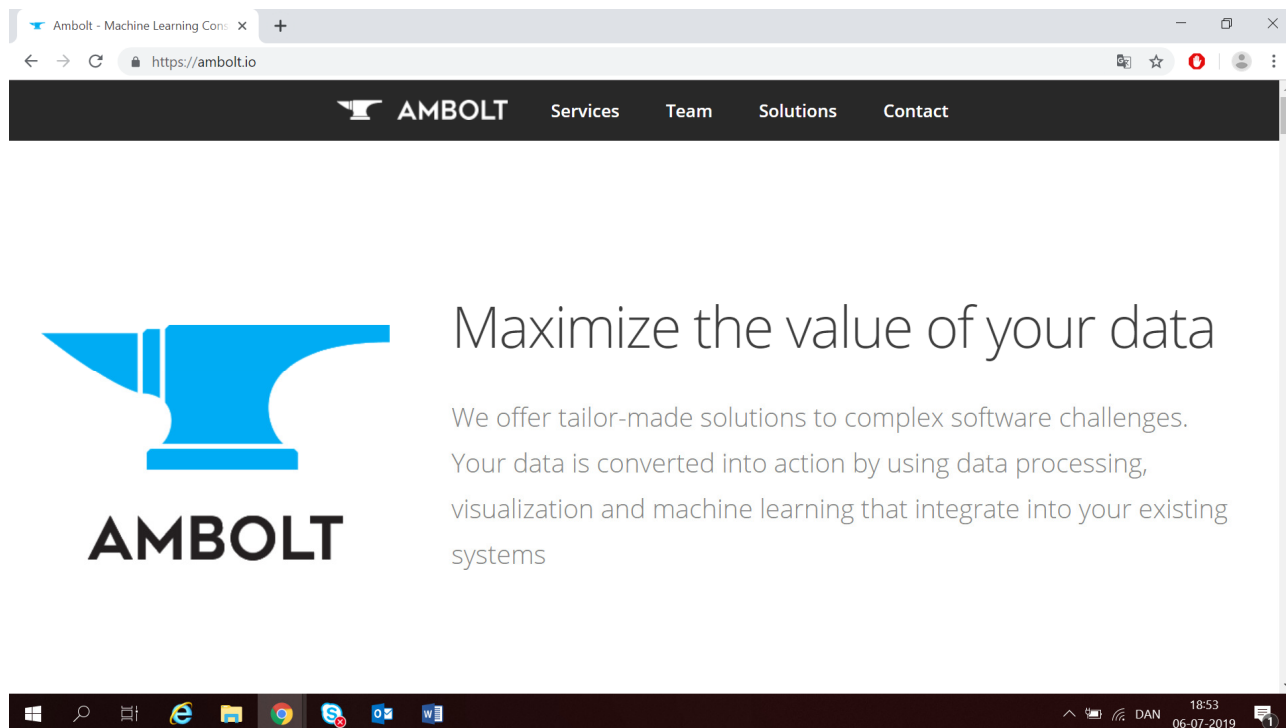 Ambolt - Machine Learning Cons
https://ambolt.io
AMBOLT Services Team Solutions Contact
Maximize the value of your data
We offer tailor-made solutions to complex software challenges.
Your data is converted into action by using data processing,
visualization and machine learning that integrate into your existing
systems
AMBOLT
DAN
18:53
06-07-2019
1